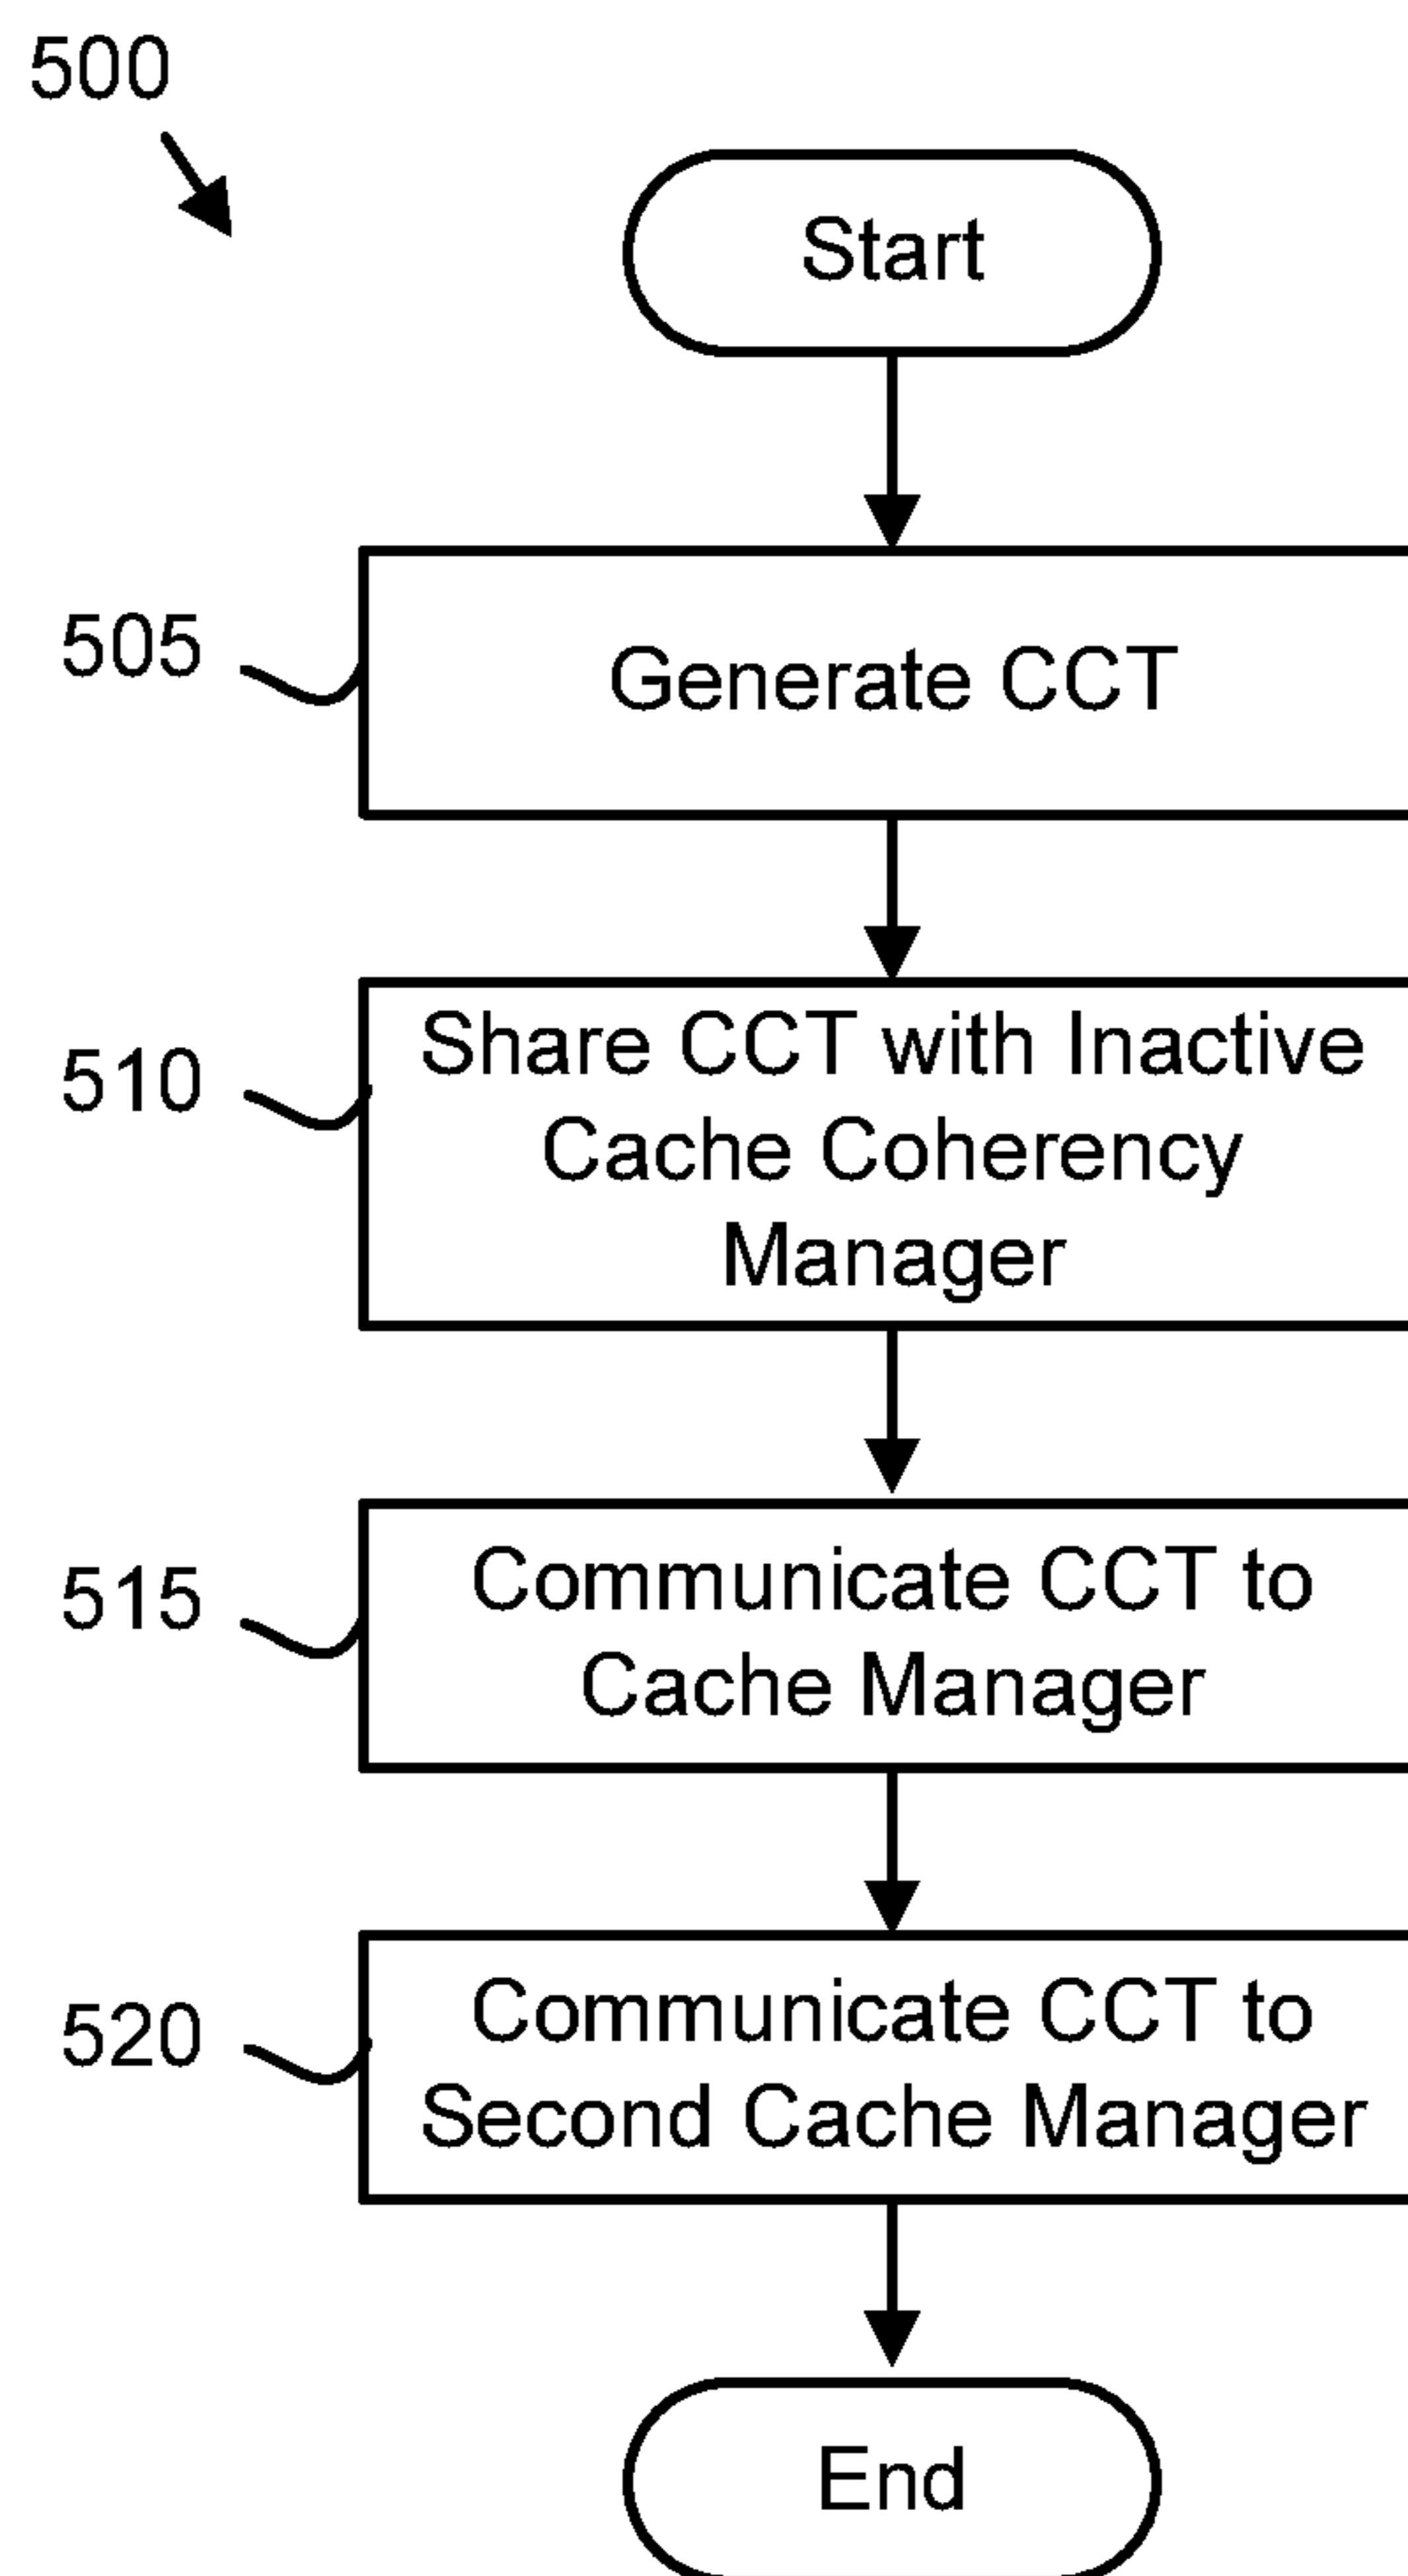 500
Start
505
Generate CCT
510
Share CCT with Inactive
Cache Coherency
Manager
515
Communicate CCT to
Cache Manager
520
Communicate CCT to
Second Cache Manager
End